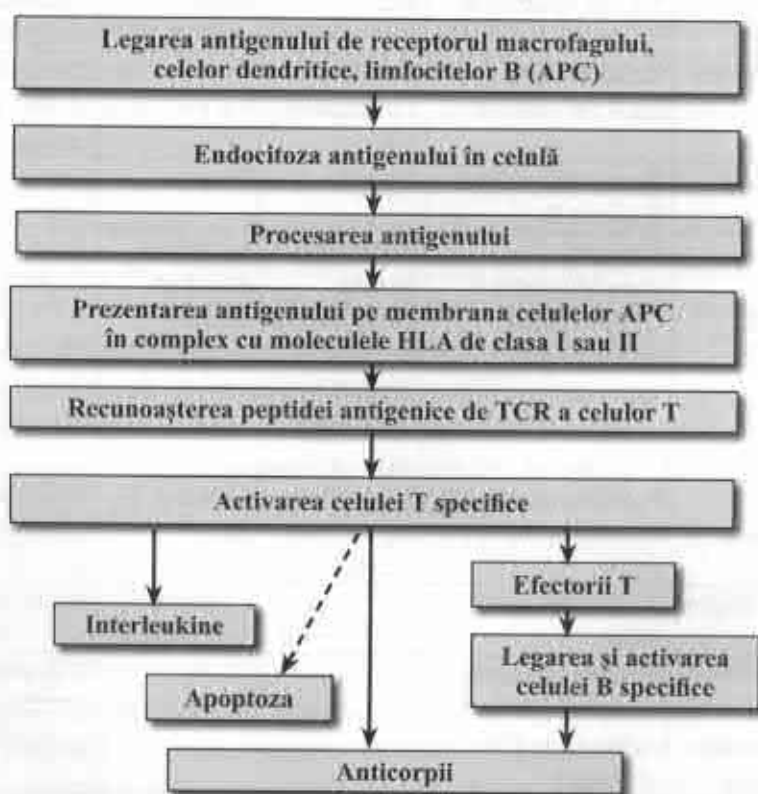 Legarea antigenului de receptorul macrofagului,
celelor dendritice, limfocitelor B (APC)
Endocitoza antigenului în celulă
Procesarea antigenului
Prezentarea antigenului pe membrana celulelor APC
în complex cu moleculele HLA de clasa I sau II
Recunoașterea peptidei antigenice de TCR a celulor T
Activarea celulei T specifice
Interleukine
Apoptoza
Efectorii T
Legarea și activarea
celulei B specifice
Anticorpii